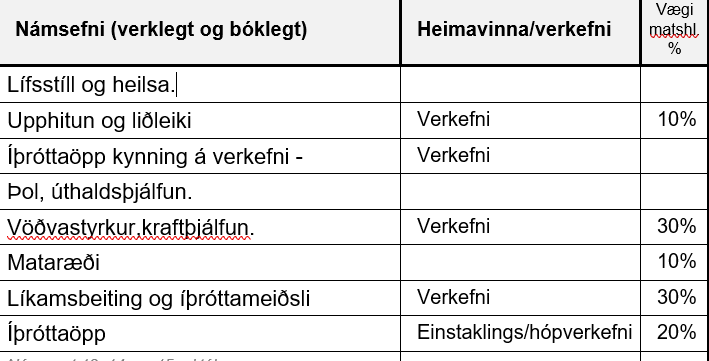 Námsefni (verklegt og bóklegt) Heimavinna/verkefni Vægi matshl. %
Lífsstíll og heilsa.
Upphitun og liðleiki Verkefni 10%
Íþróttaöpp kynning á verkefni - Verkefni
Þol, úthaldsþjálfun.
Vöðvastyrkur,kraftþjálfun. Verkefni 30%
Mataræði 10%
Líkamsbeiting og íþróttameiðsli Verkefni 30%
Íþróttaöpp Einstaklings/hópverkefni 20%